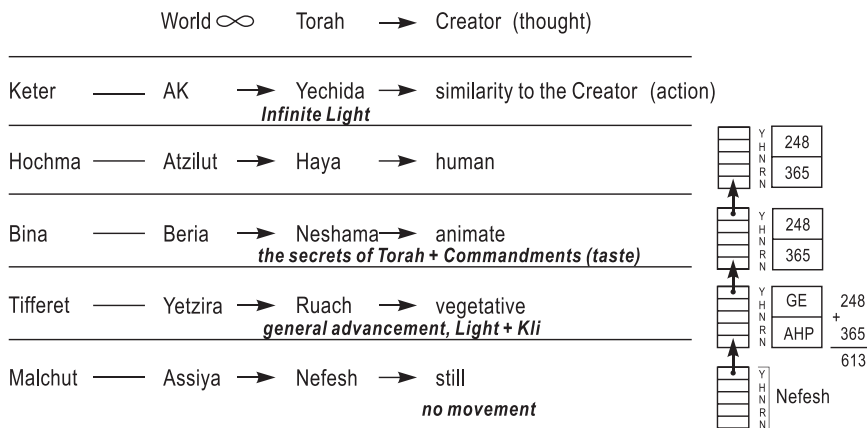 World ∞ Torah → Creator (thought)
Keter — AK → Yechida → similarity to the Creator (action)
Infinite Light
Hochma — Atzilut → Haya → human
Bina — Beria → Neshama → animate
the secrets of Torah + Commandments (taste)
Tifferet — Yetzira → Ruach → vegetative
general advancement, Light + Kli
Malchut — Assiya → Nefesh → still
no movement
Y
H
N
R
N
248
365
Y
H
N
R
N
248
365
Y
H
N
R
N
GE
AHP
248
+
365
613
Y
H
N
R
N
Nefesh